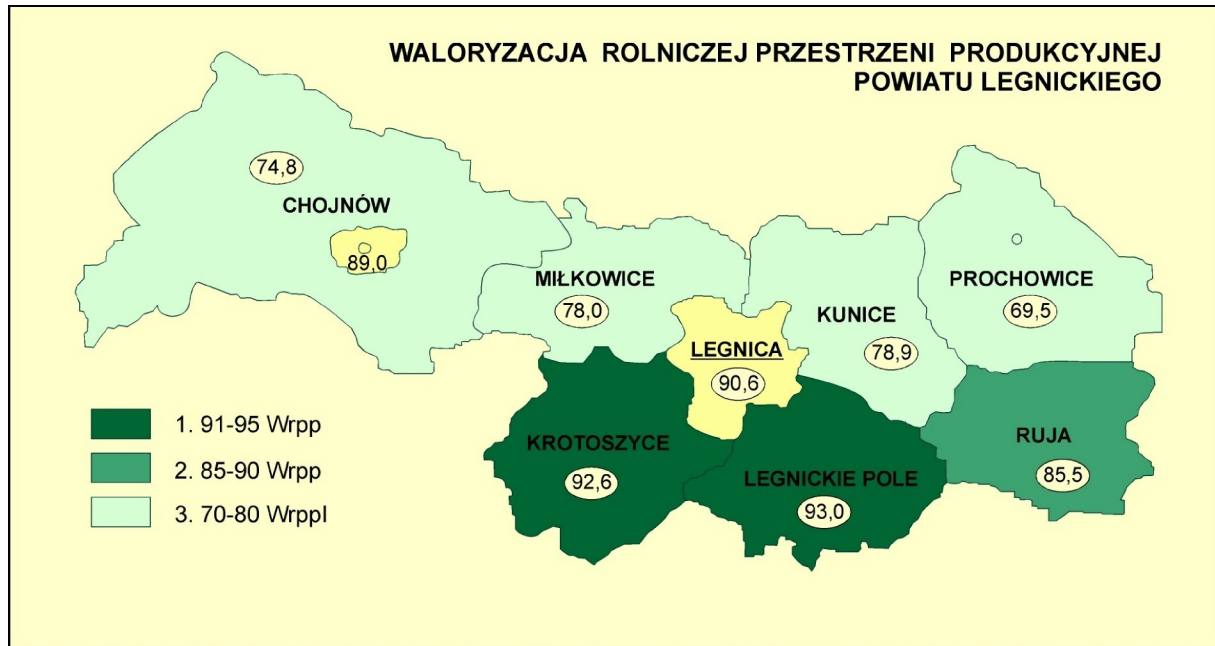 WALORYZACJA ROLNICZEJ PRZESTRZENI PRODUKCYJNEJ
POWIATU LEGNICKIEGO
74,8
CHOJNÓW
89,0
MIŁKOWICE
78,0
KUNICE
78,9
PROCHOWICE
69,5
LEGNICA
90,6
KROTOSZYCE
92,6
LEGNICKIE POLE
93,0
RUJA
85,5
1. 91-95 Wrpp
2. 85-90 Wrpp
3. 70-80 WrppI